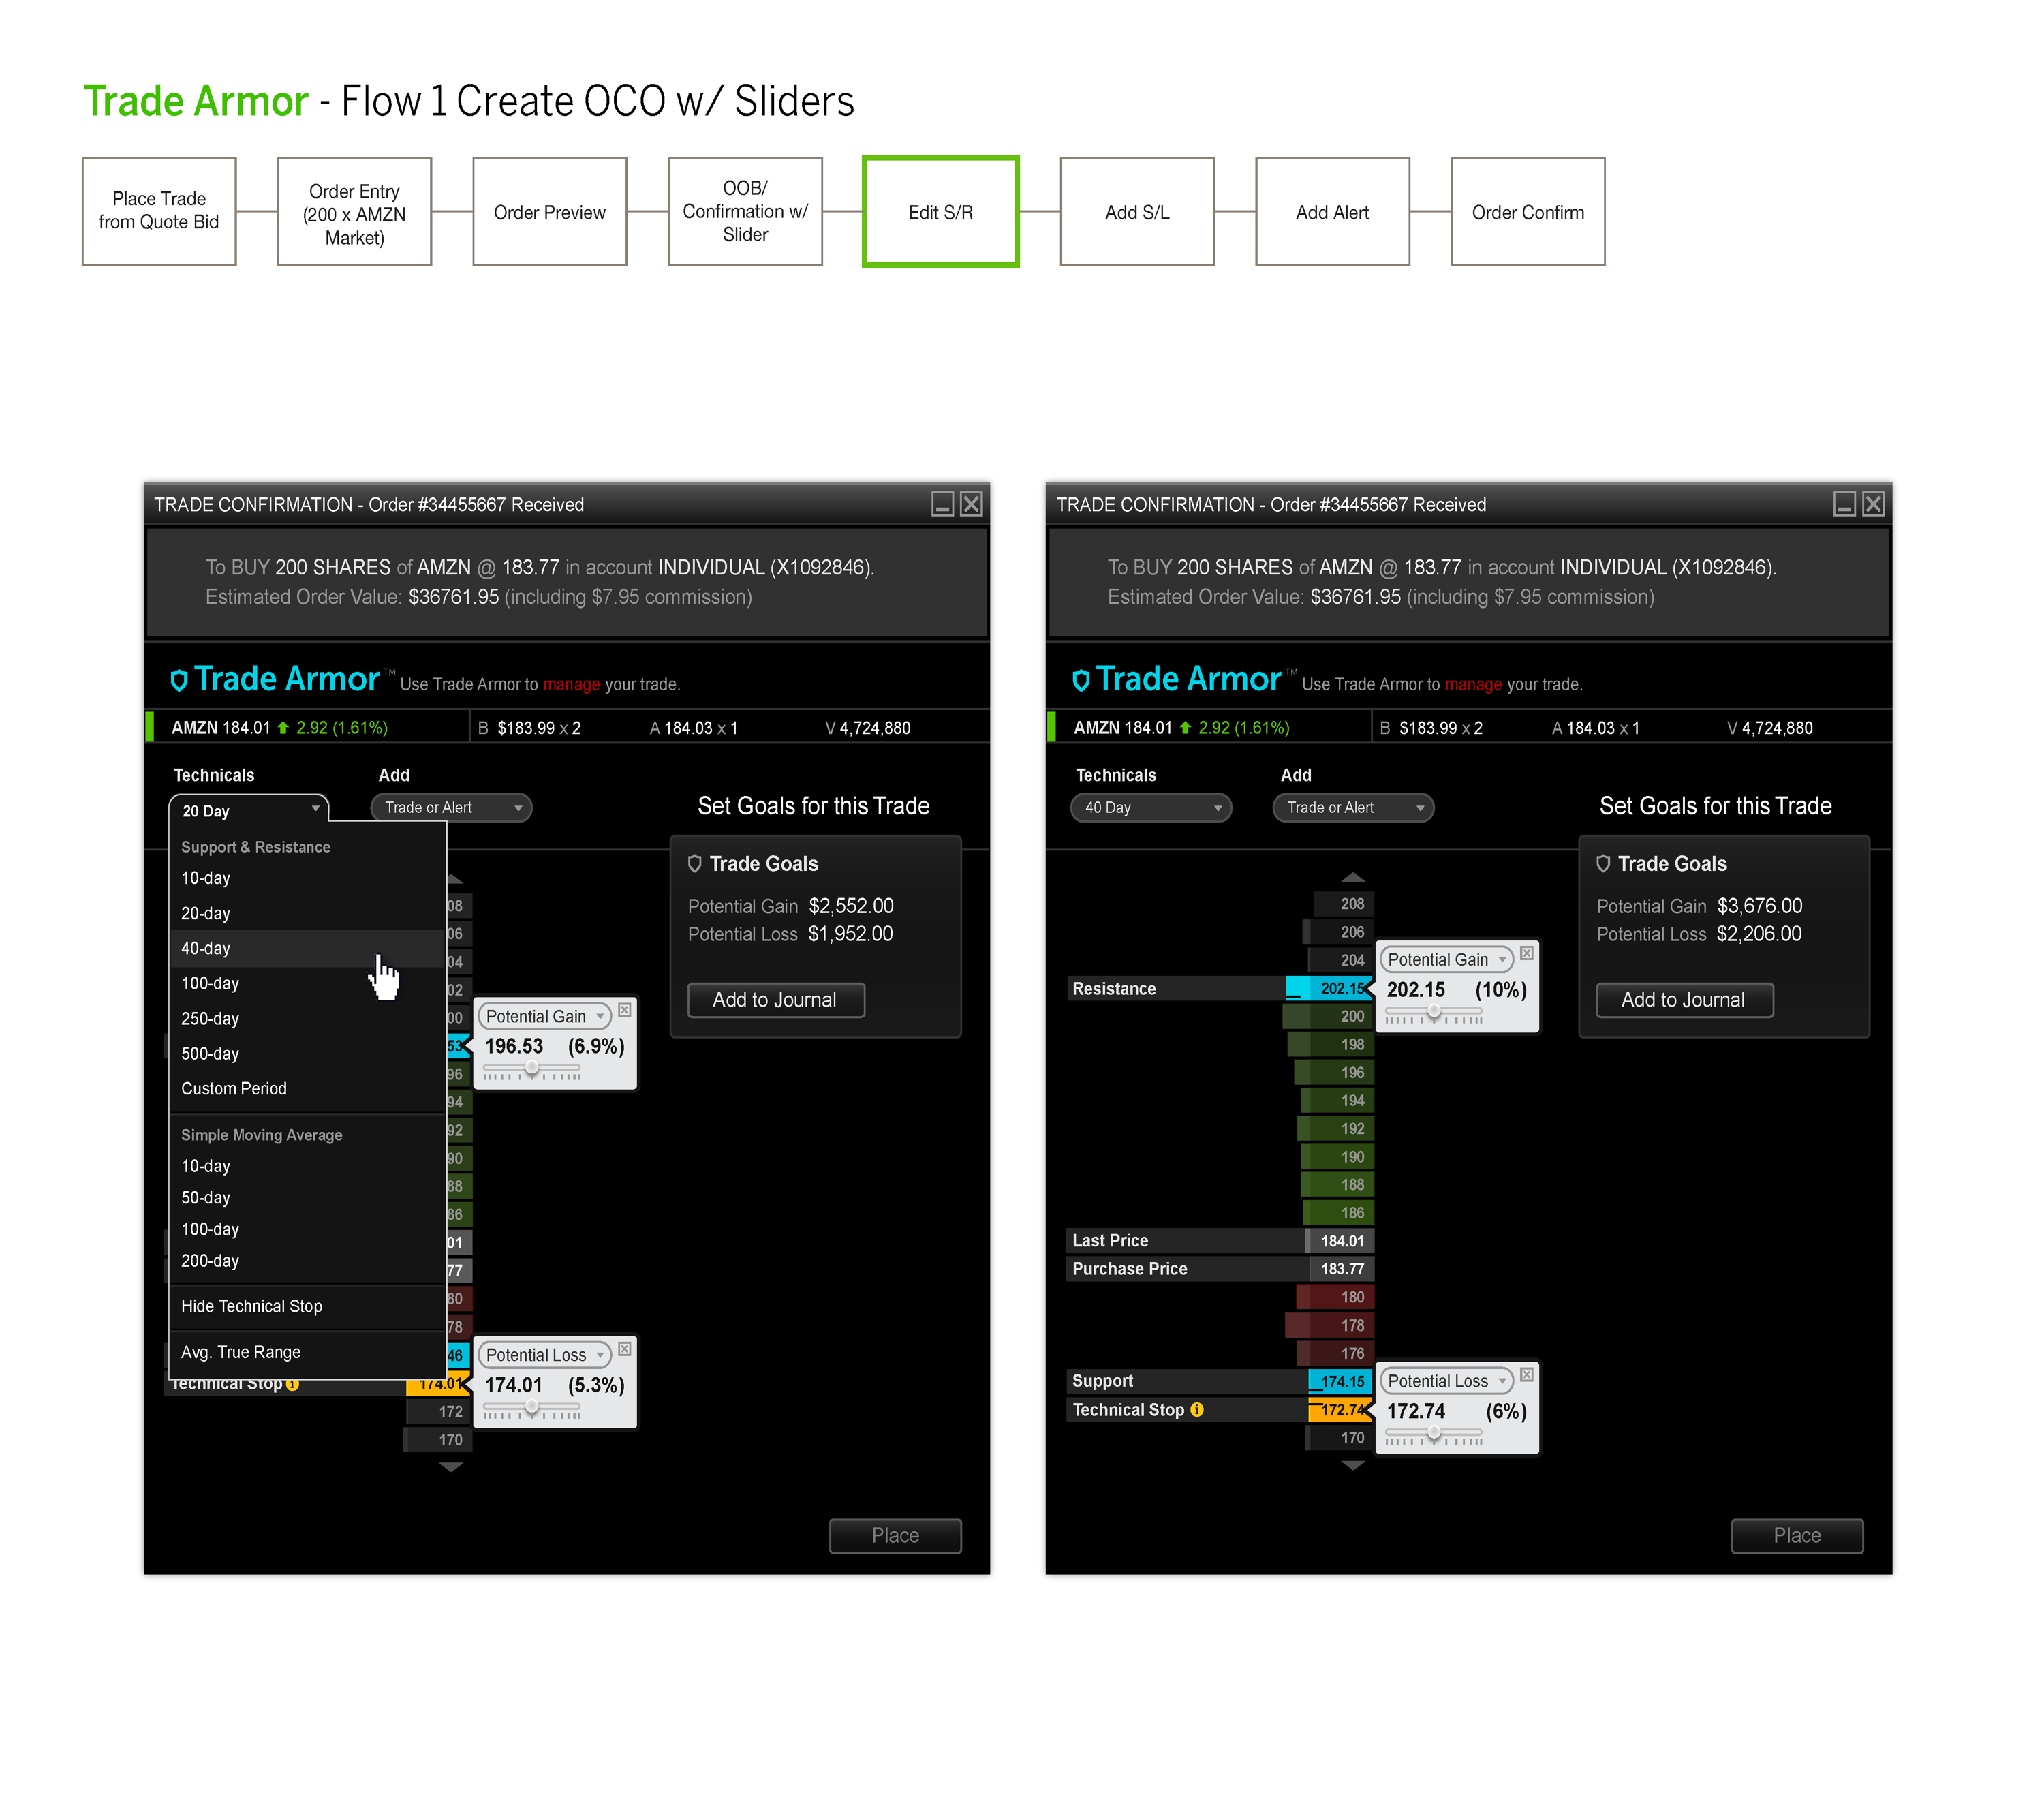 Trade Armor - Flow 1 Create OCO w/ Sliders
Place Trade
from Quote Bid
Order Entry
(200 x AMZN
Market)
Order Preview
OOB/
Confirmation w/
Slider
Edit S/R
Add S/L
Add Alert
Order Confirm
TRADE CONFIRMATION - Order #34455667 Received
To BUY 200 SHARES of AMZN @ 183.77 in account INDIVIDUAL (X1092846).
Estimated Order Value: $36761.95 (including $7.95 commission)
Trade Armor™ Use Trade Armor to manage your trade.
AMZN 184.01 2.92 (1.61%) B $183.99 x 2 A 184.03 x 1 V 4,724,880
Technicals Add
20 Day Trade or Alert
Set Goals for this Trade
Support & Resistance
10-day
20-day
40-day
100-day
250-day
500-day
Custom Period
Simple Moving Average
10-day
50-day
100-day
200-day
Hide Technical Stop
Avg. True Range
08
06
04
02
00
53
96
94
92
90
88
86
01
77
80
78
46
Technical Stop i 174.01
172
170
Potential Gain
196.53 (6.9%)
Potential Loss
174.01 (5.3%)
Trade Goals
Potential Gain $2,552.00
Potential Loss $1,952.00
Add to Journal
Place
TRADE CONFIRMATION - Order #34455667 Received
To BUY 200 SHARES of AMZN @ 183.77 in account INDIVIDUAL (X1092846).
Estimated Order Value: $36761.95 (including $7.95 commission)
Trade Armor™ Use Trade Armor to manage your trade.
AMZN 184.01 2.92 (1.61%) B $183.99 x 2 A 184.03 x 1 V 4,724,880
Technicals Add
40 Day Trade or Alert
Set Goals for this Trade
208
206
204
Resistance 202.15
200
198
196
194
192
190
188
186
Last Price 184.01
Purchase Price 183.77
180
178
176
Support 174.15
Technical Stop i 172.74
170
Potential Gain
202.15 (10%)
Potential Loss
172.74 (6%)
Trade Goals
Potential Gain $3,676.00
Potential Loss $2,206.00
Add to Journal
Place